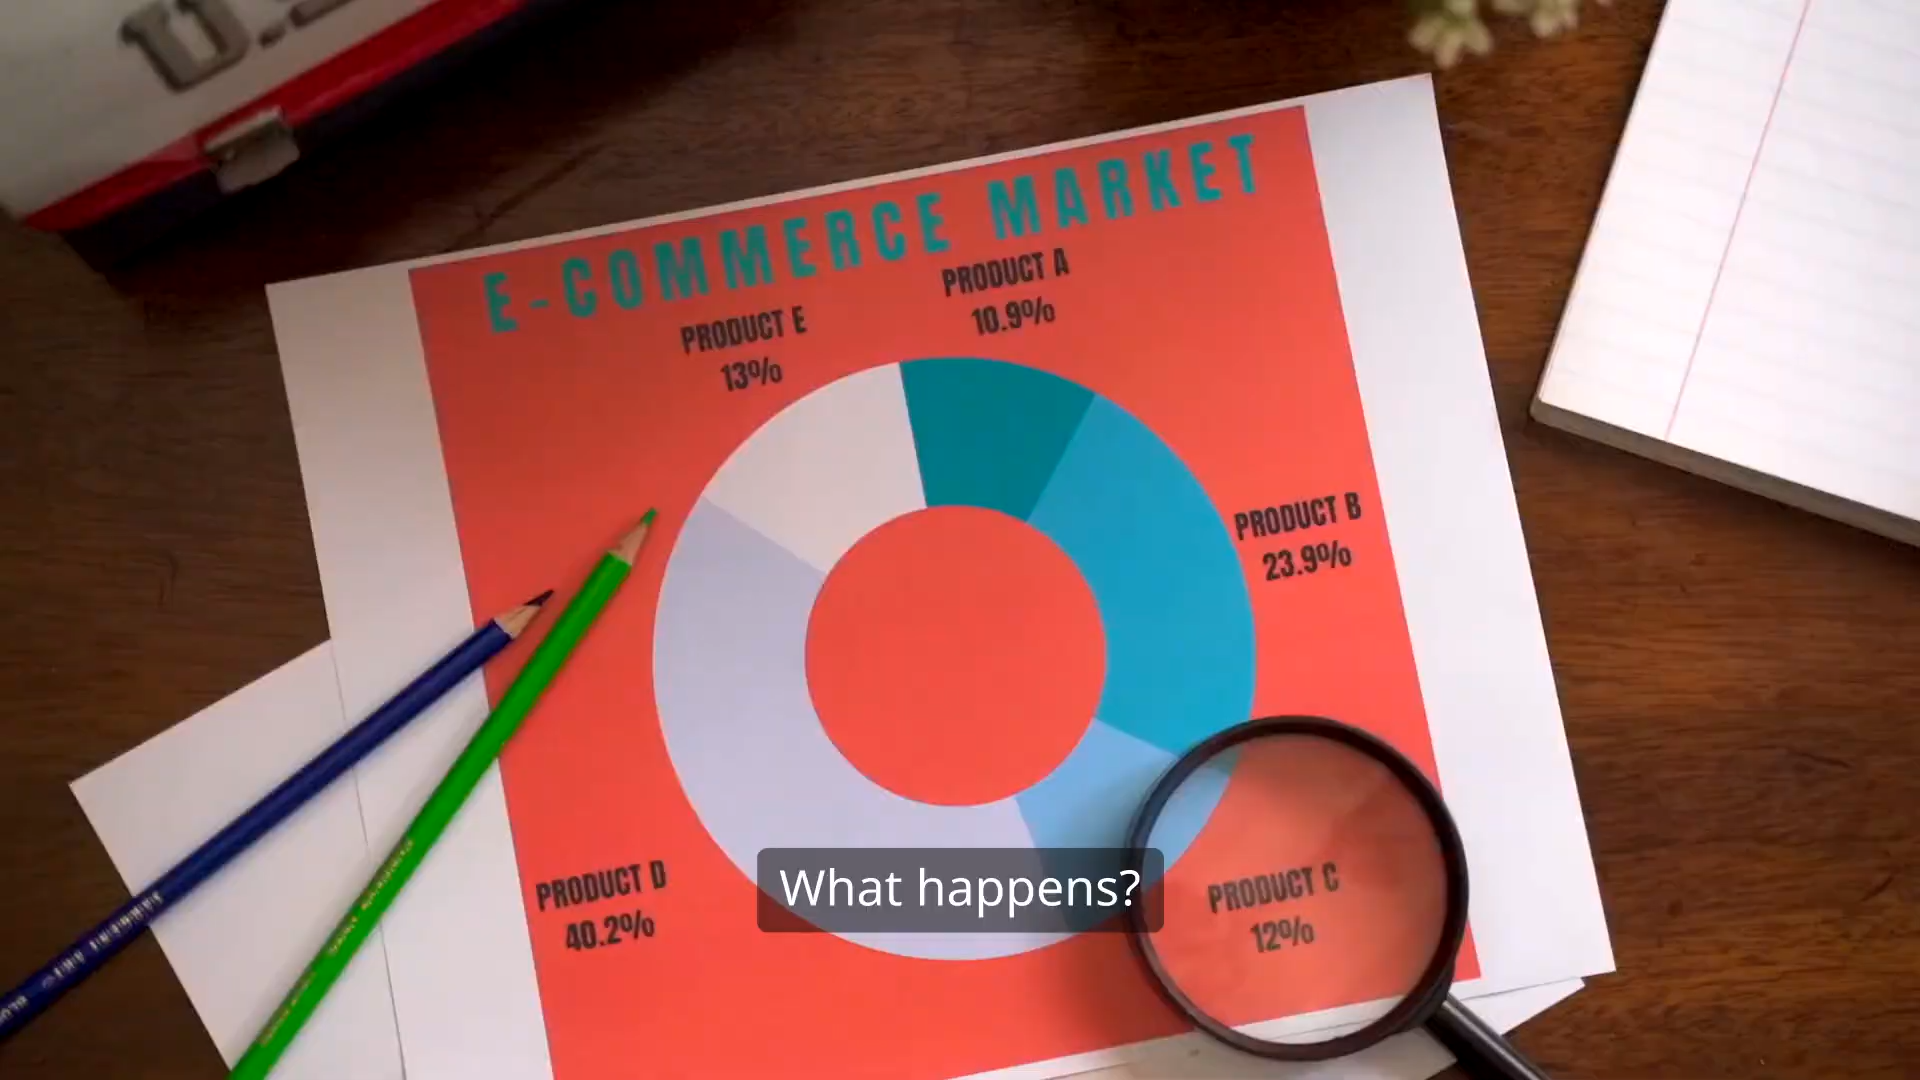 E-COMMERCE MARKET
PRODUCT A
10.9%
PRODUCT E
13%
PRODUCT B
23.9%
PRODUCT C
12%
PRODUCT D
40.2%
What happens?